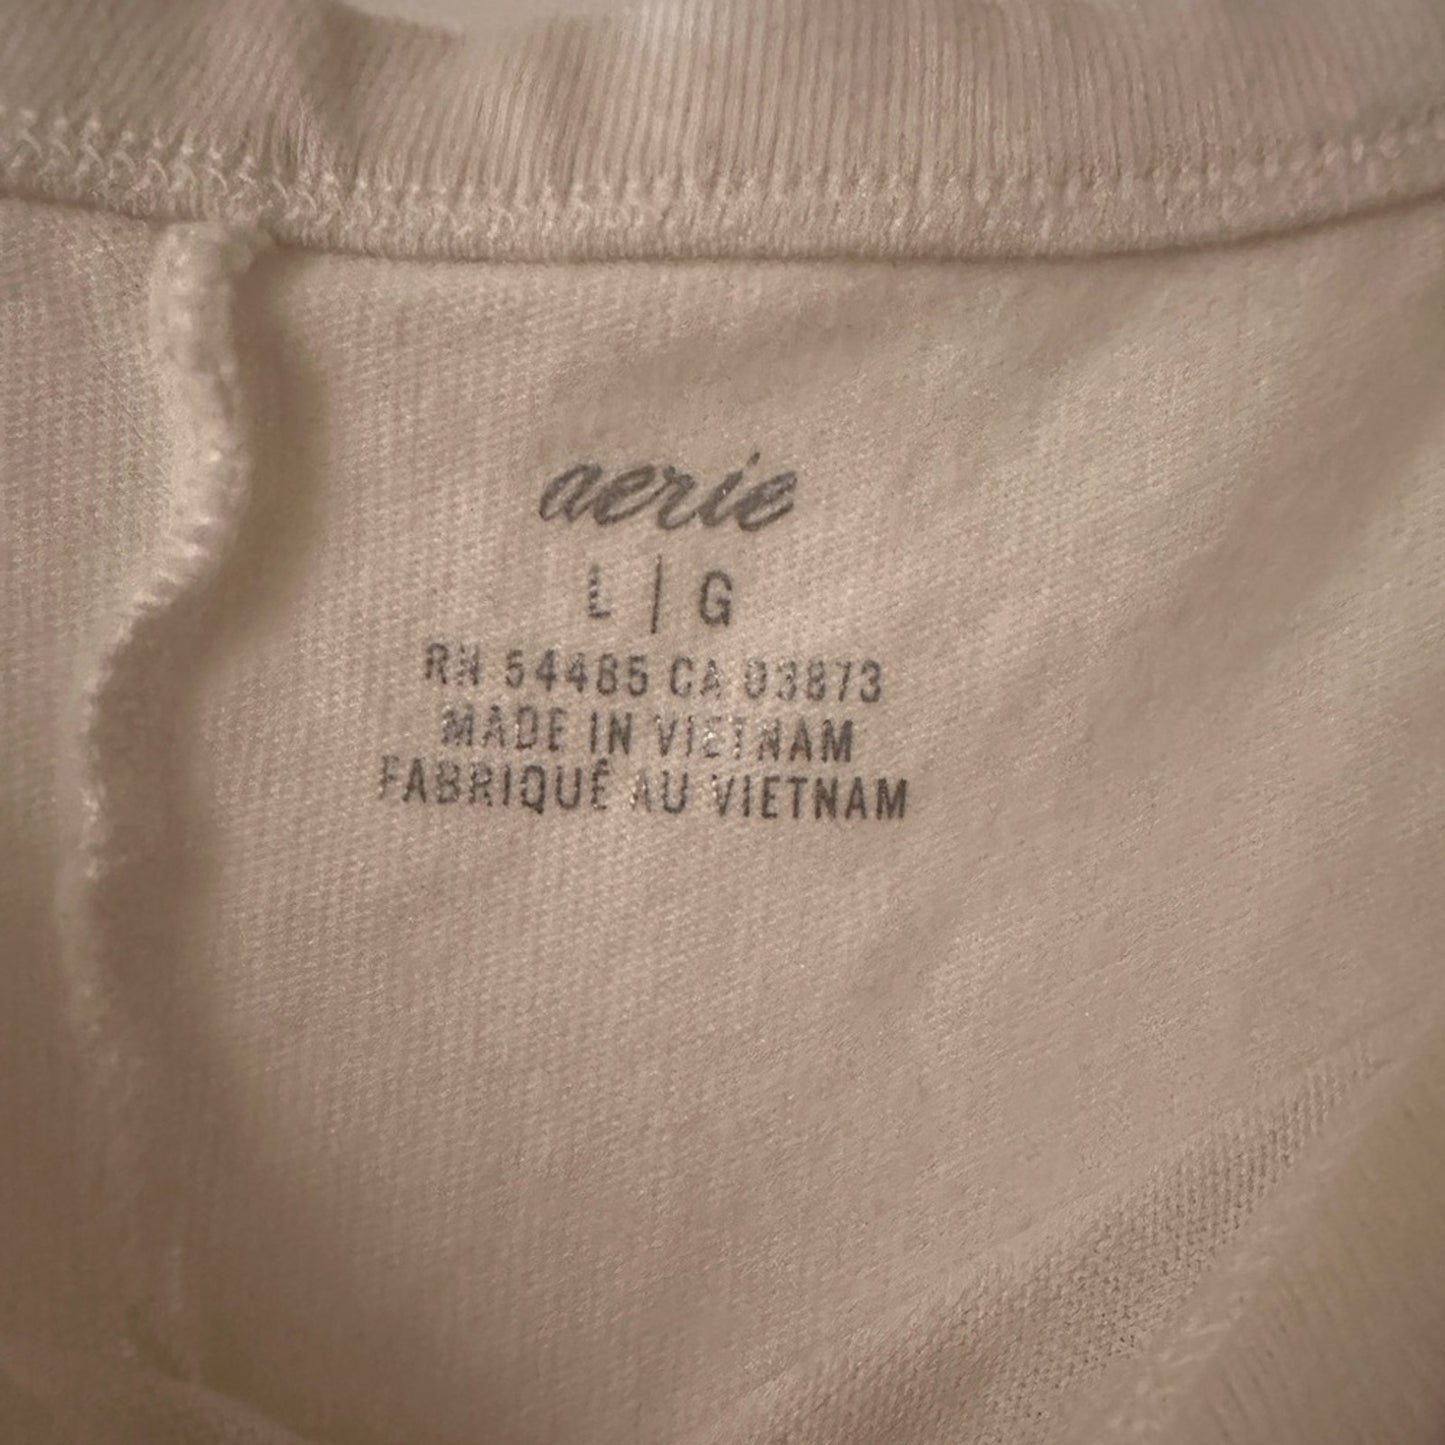 aerie
L | G
RN 54485 CA 03873
MADE IN VIETNAM
FABRIQUÉ AU VIETNAM